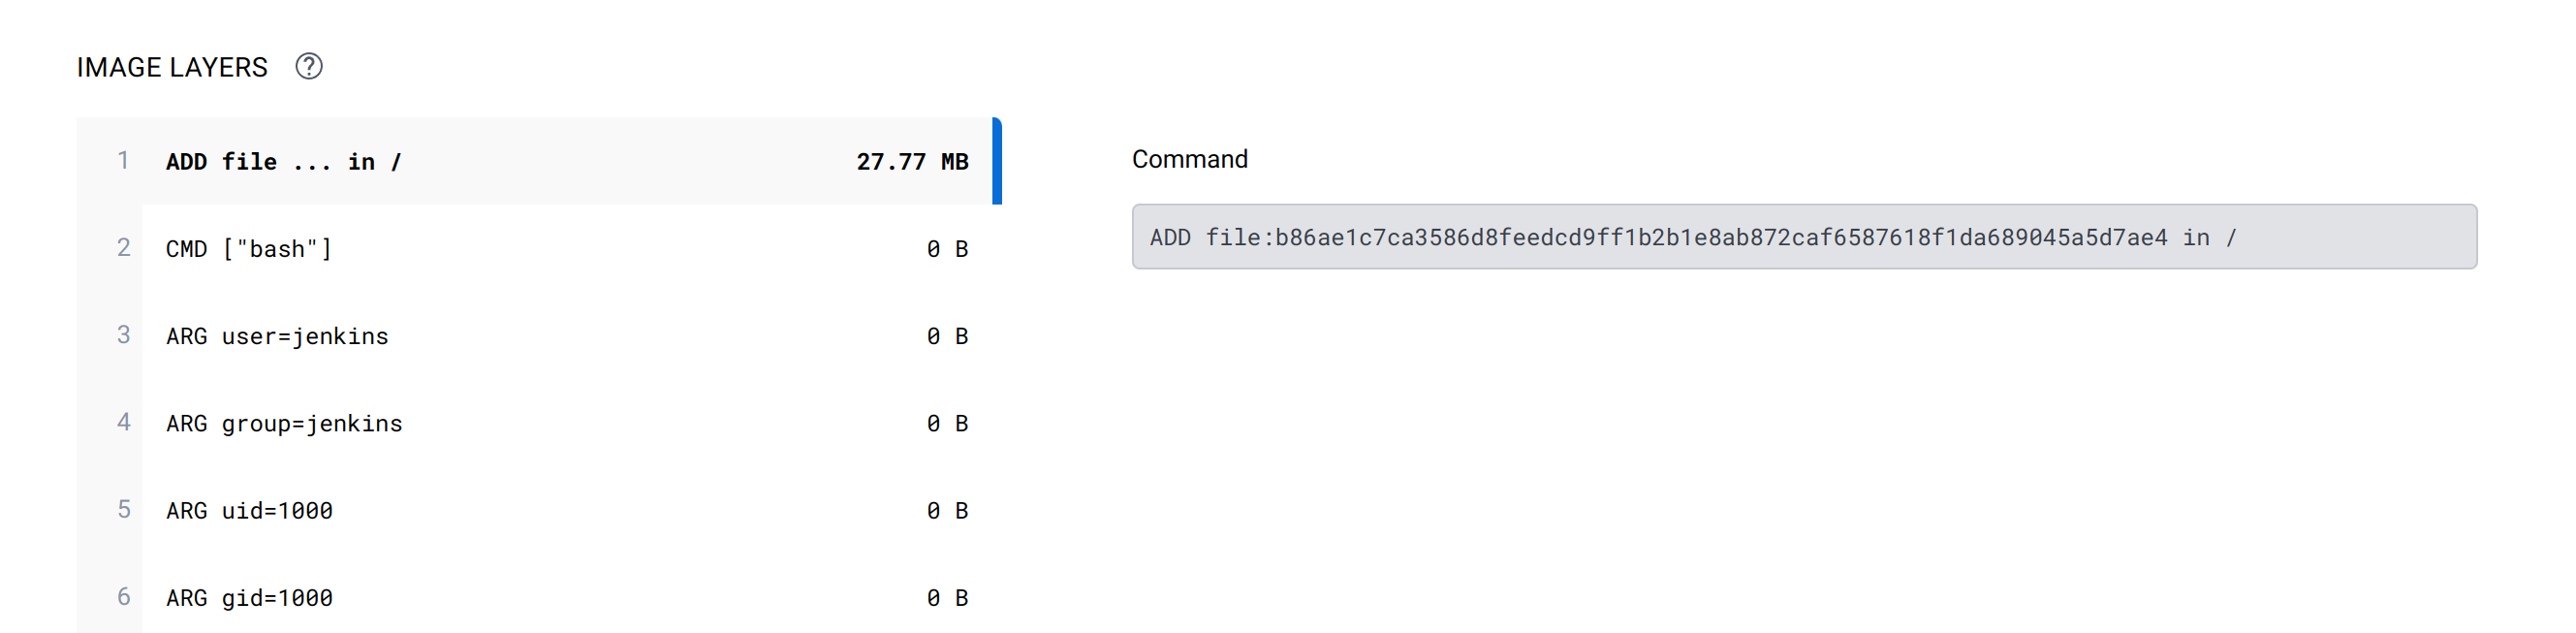 IMAGE LAYERS ?
1 ADD file ... in / 27.77 MB
2 CMD ["bash"] 0 B
3 ARG user=jenkins 0 B
4 ARG group=jenkins 0 B
5 ARG uid=1000 0 B
6 ARG gid=1000 0 B
Command
ADD file:b86ae1c7ca3586d8feedcd9ff1b2b1e8ab872caf6587618f1da689045a5d7ae4 in /